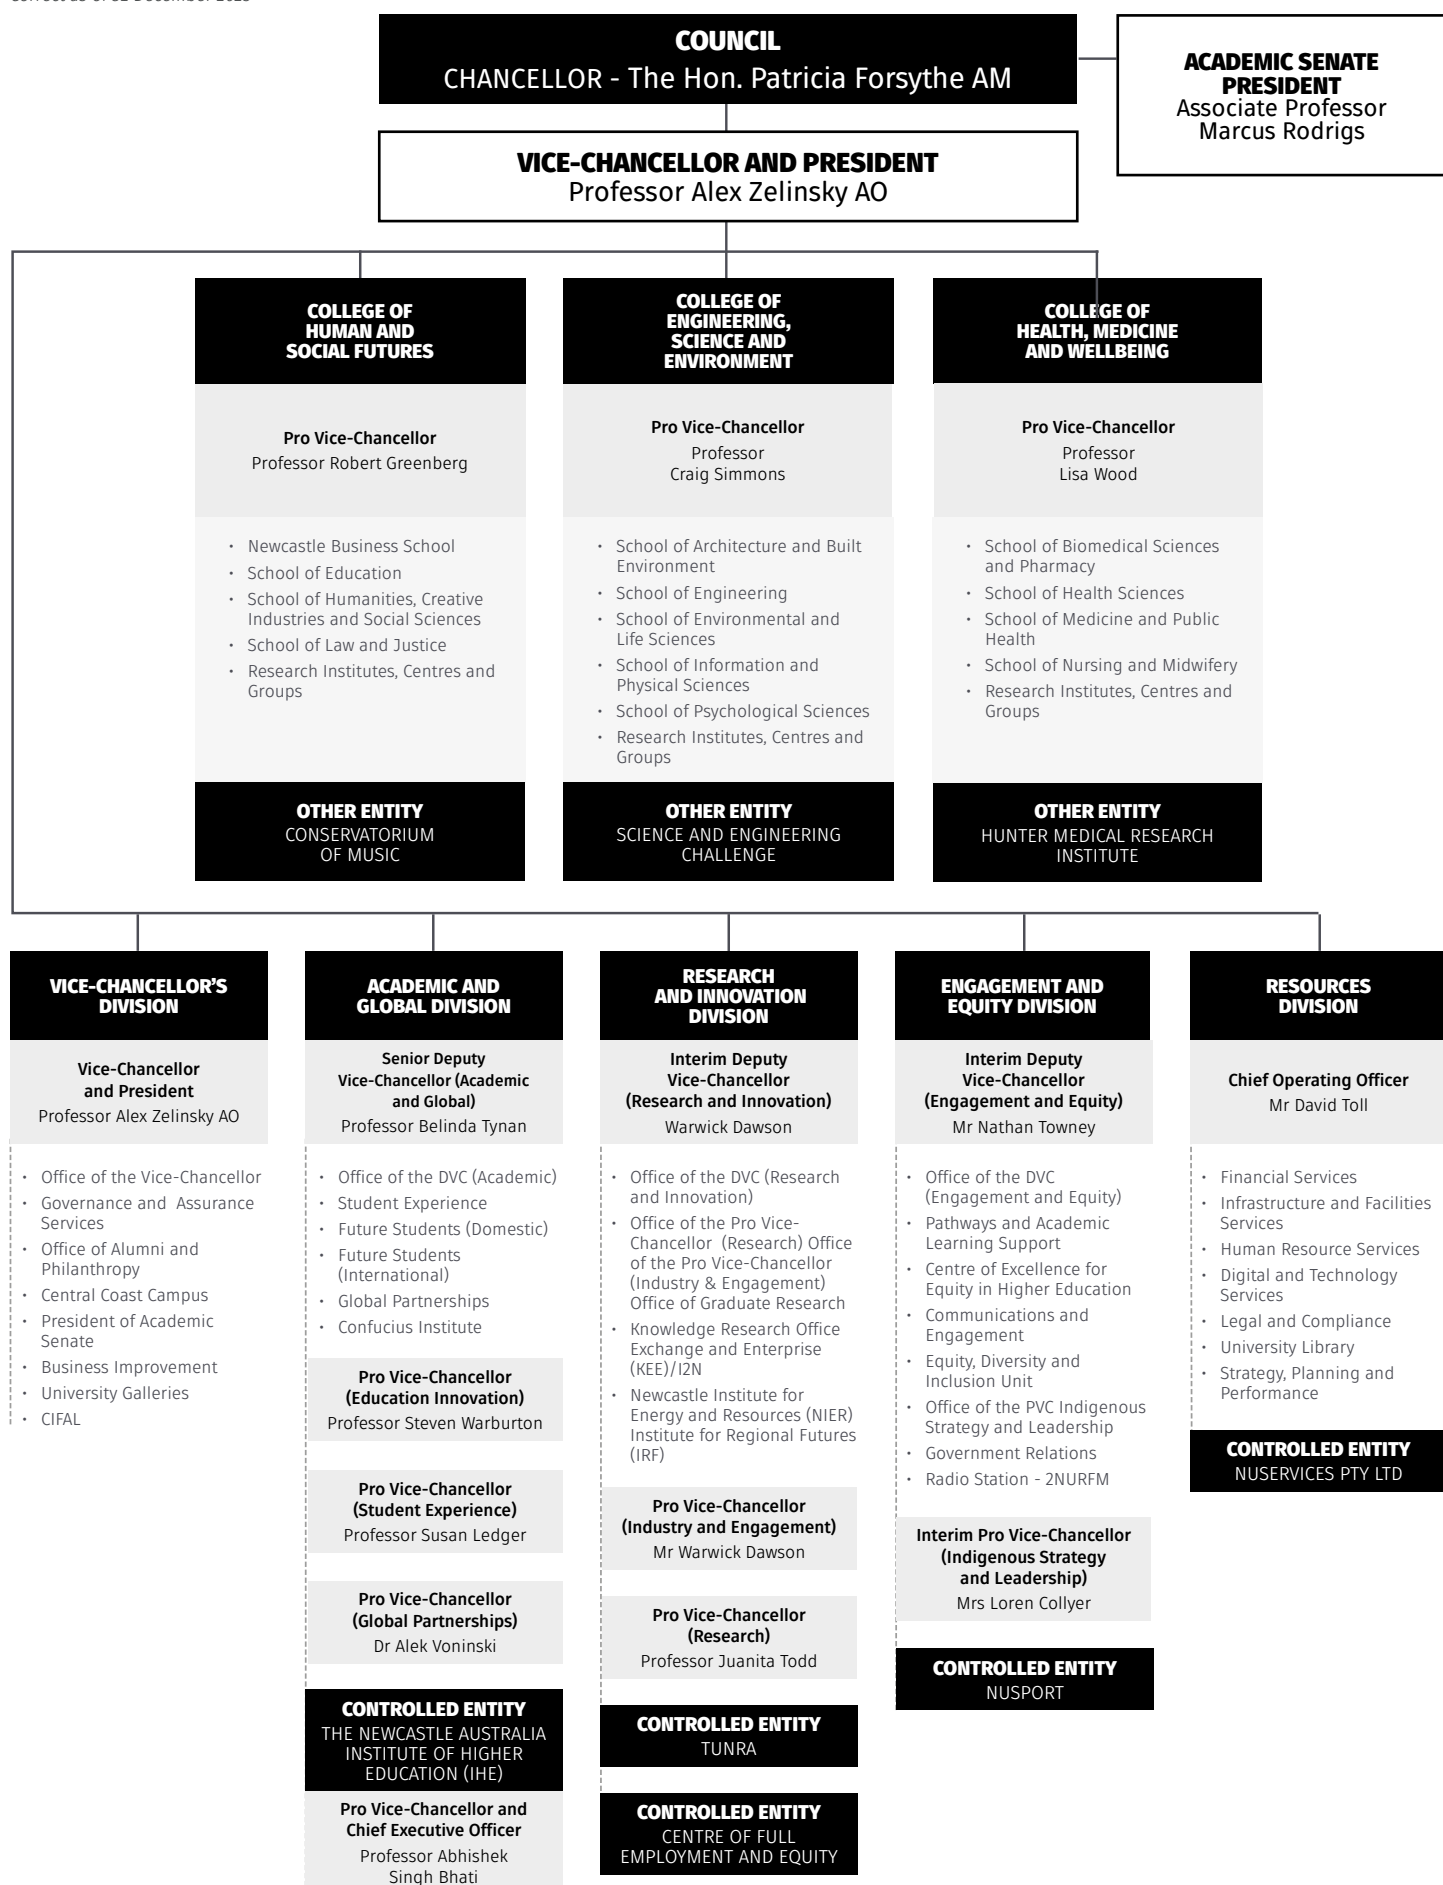 COUNCIL
CHANCELLOR - The Hon. Patricia Forsythe AM
ACADEMIC SENATE
PRESIDENT
Associate Professor
Marcus Rodrigs
VICE-CHANCELLOR AND PRESIDENT
Professor Alex Zelinsky AO
COLLEGE OF
HUMAN AND
SOCIAL FUTURES
Pro Vice-Chancellor
Professor Robert Greenberg
• Newcastle Business School
• School of Education
• School of Humanities, Creative
Industries and Social Sciences
• School of Law and Justice
• Research Institutes, Centres and
Groups
OTHER ENTITY
CONSERVATORIUM
OF MUSIC
COLLEGE OF
ENGINEERING,
SCIENCE AND
ENVIRONMENT
Pro Vice-Chancellor
Professor
Craig Simmons
• School of Architecture and Built
Environment
• School of Engineering
• School of Environmental and
Life Sciences
• School of Information and
Physical Sciences
• School of Psychological Sciences
• Research Institutes, Centres and
Groups
OTHER ENTITY
SCIENCE AND ENGINEERING
CHALLENGE
COLLEGE OF
HEALTH, MEDICINE
AND WELLBEING
Pro Vice-Chancellor
Professor
Lisa Wood
• School of Biomedical Sciences
and Pharmacy
• School of Health Sciences
• School of Medicine and Public
Health
• School of Nursing and Midwifery
• Research Institutes, Centres and
Groups
OTHER ENTITY
HUNTER MEDICAL RESEARCH
INSTITUTE
VICE-CHANCELLOR'S
DIVISION
Vice-Chancellor
and President
Professor Alex Zelinsky AO
• Office of the Vice-Chancellor
• Governance and Assurance
Services
• Office of Alumni and
Philanthropy
• Central Coast Campus
• President of Academic
Senate
• Business Improvement
• University Galleries
• CIFAL
ACADEMIC AND
GLOBAL DIVISION
Senior Deputy
Vice-Chancellor (Academic
and Global)
Professor Belinda Tynan
• Office of the DVC (Academic)
• Student Experience
• Future Students (Domestic)
• Future Students
(International)
• Global Partnerships
• Confucius Institute
Pro Vice-Chancellor
(Education Innovation)
Professor Steven Warburton
Pro Vice-Chancellor
(Student Experience)
Professor Susan Ledger
Pro Vice-Chancellor
(Global Partnerships)
Dr Alek Voninski
CONTROLLED ENTITY
THE NEWCASTLE AUSTRALIA
INSTITUTE OF HIGHER
EDUCATION (IHE)
Pro Vice-Chancellor and
Chief Executive Officer
Professor Abhishek
Singh Bhati
RESEARCH
AND INNOVATION
DIVISION
Interim Deputy
Vice-Chancellor
(Research and Innovation)
Warwick Dawson
• Office of the DVC (Research
and Innovation)
• Office of the Pro Vice-
Chancellor (Research) Office
of the Pro Vice-Chancellor
(Industry & Engagement)
Office of Graduate Research
• Knowledge Research Office
Exchange and Enterprise
(KEE)/I2N
• Newcastle Institute for
Energy and Resources (NIER)
Institute for Regional Futures
(IRF)
Pro Vice-Chancellor
(Industry and Engagement)
Mr Warwick Dawson
Pro Vice-Chancellor
(Research)
Professor Juanita Todd
CONTROLLED ENTITY
TUNRA
CONTROLLED ENTITY
CENTRE OF FULL
EMPLOYMENT AND EQUITY
ENGAGEMENT AND
EQUITY DIVISION
Interim Deputy
Vice-Chancellor
(Engagement and Equity)
Mr Nathan Towney
• Office of the DVC
(Engagement and Equity)
• Pathways and Academic
Learning Support
• Centre of Excellence for
Equity in Higher Education
• Communications and
Engagement
• Equity, Diversity and
Inclusion Unit
• Office of the PVC Indigenous
Strategy and Leadership
• Government Relations
• Radio Station - 2NURFM
Interim Pro Vice-Chancellor
(Indigenous Strategy
and Leadership)
Mrs Loren Collyer
CONTROLLED ENTITY
NUSPORT
RESOURCES
DIVISION
Chief Operating Officer
Mr David Toll
• Financial Services
• Infrastructure and Facilities
Services
• Human Resource Services
• Digital and Technology
Services
• Legal and Compliance
• University Library
• Strategy, Planning and
Performance
CONTROLLED ENTITY
NUSERVICES PTY LTD